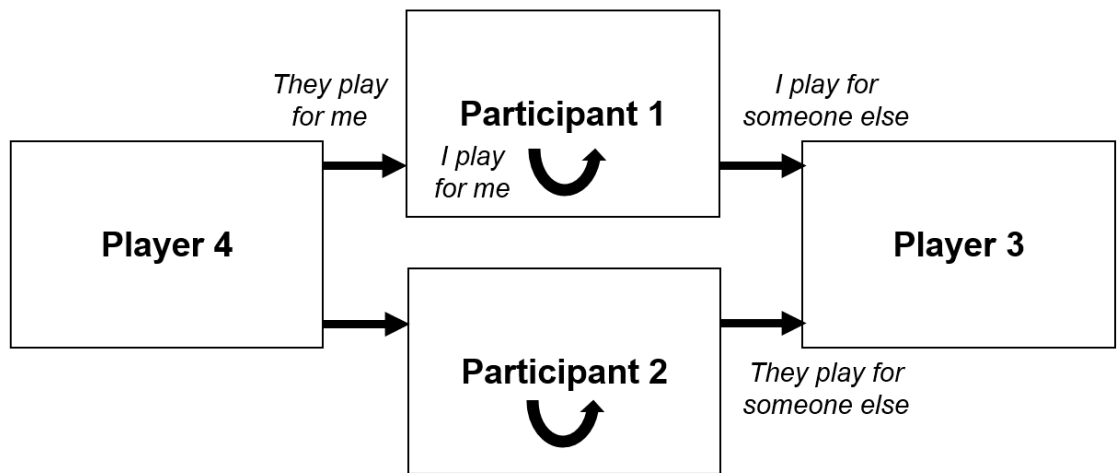 They play
for me
Participant 1
I play for
someone else
I play
for me
Player 4
Player 3
Participant 2
They play for
someone else